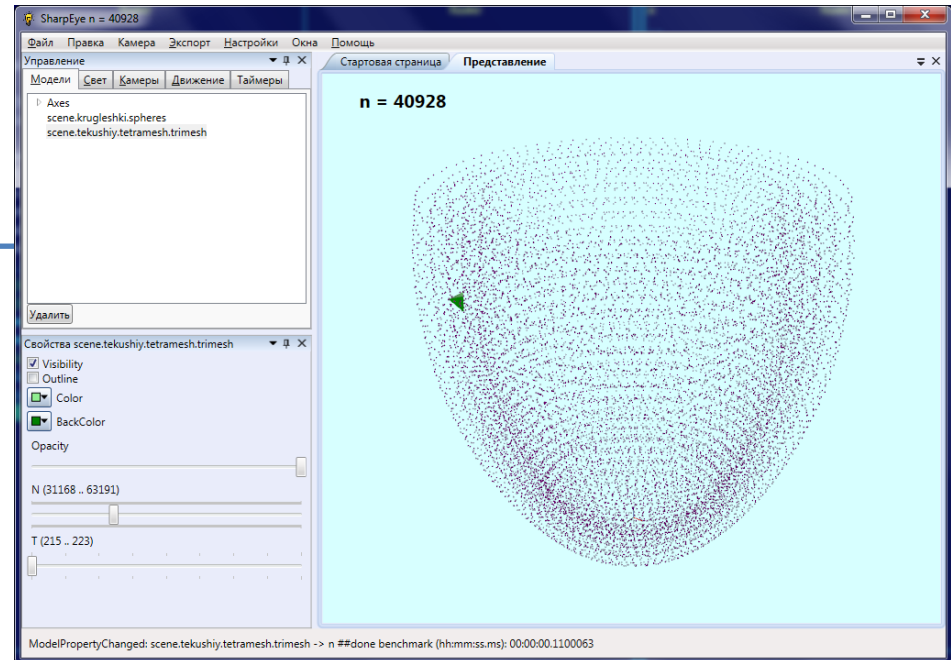 SharpEye n = 40928
Файл Правка Камера Экспорт Настройки Окна Помощь
Управление
Модели Свет Камеры Движение Таймеры
Axes
scene.krugleshki.spheres
scene.tekushiy.tetramesh.trimesh
Удалить
Свойства scene.tekushiy.tetramesh.trimesh
Visibility
Outline
Color
BackColor
Opacity
N (31168 .. 63191)
T (215 .. 223)
Стартовая страница Представление
n = 40928
ModelPropertyChanged: scene.tekushiy.tetramesh.trimesh -> n ##done benchmark (hh:mm:ss.ms): 00:00:00.1100063